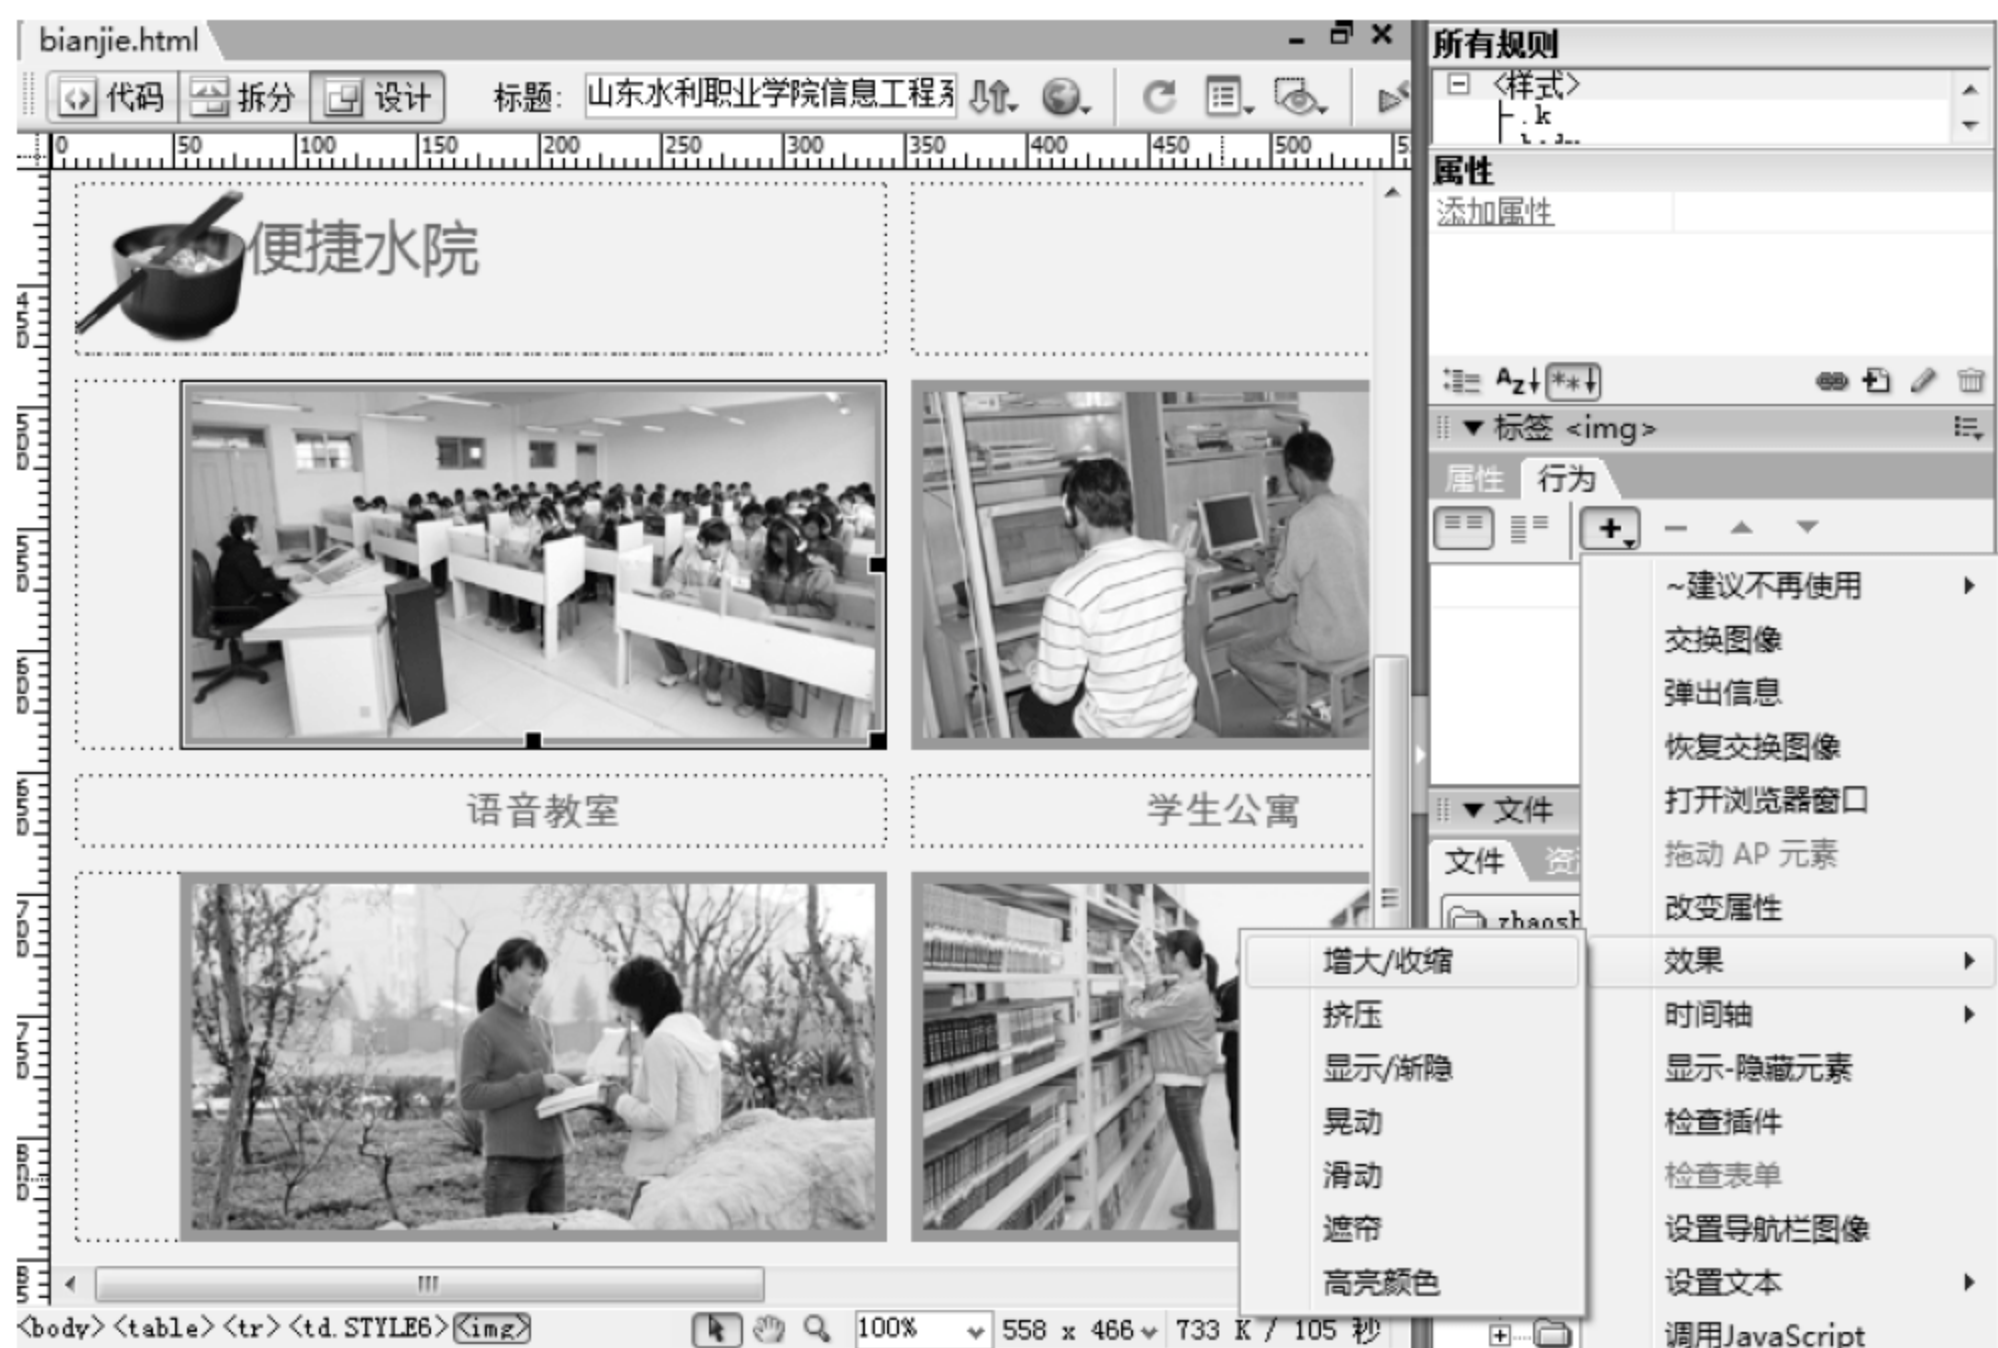 bianjie.html
代码 拆分 设计 标题: 山东水利职业学院信息工程系
0 50 100 150 200 250 300 350 400 450 500
便捷水院
语音教室
学生公寓
<body><table><tr><td.STYLE6><img>
100%
558 x 466
733 K / 105 秒
所有规则
<样式>
.k
属性
添加属性
标签 <img>
属性 行为
文件
文件
~建议不再使用
交换图像
弹出信息
恢复交换图像
打开浏览器窗口
拖动 AP 元素
改变属性
效果
时间轴
显示-隐藏元素
检查插件
检查表单
设置导航栏图像
设置文本
调用JavaScript
增大/收缩
挤压
显示/渐隐
晃动
滑动
遮帘
高亮颜色